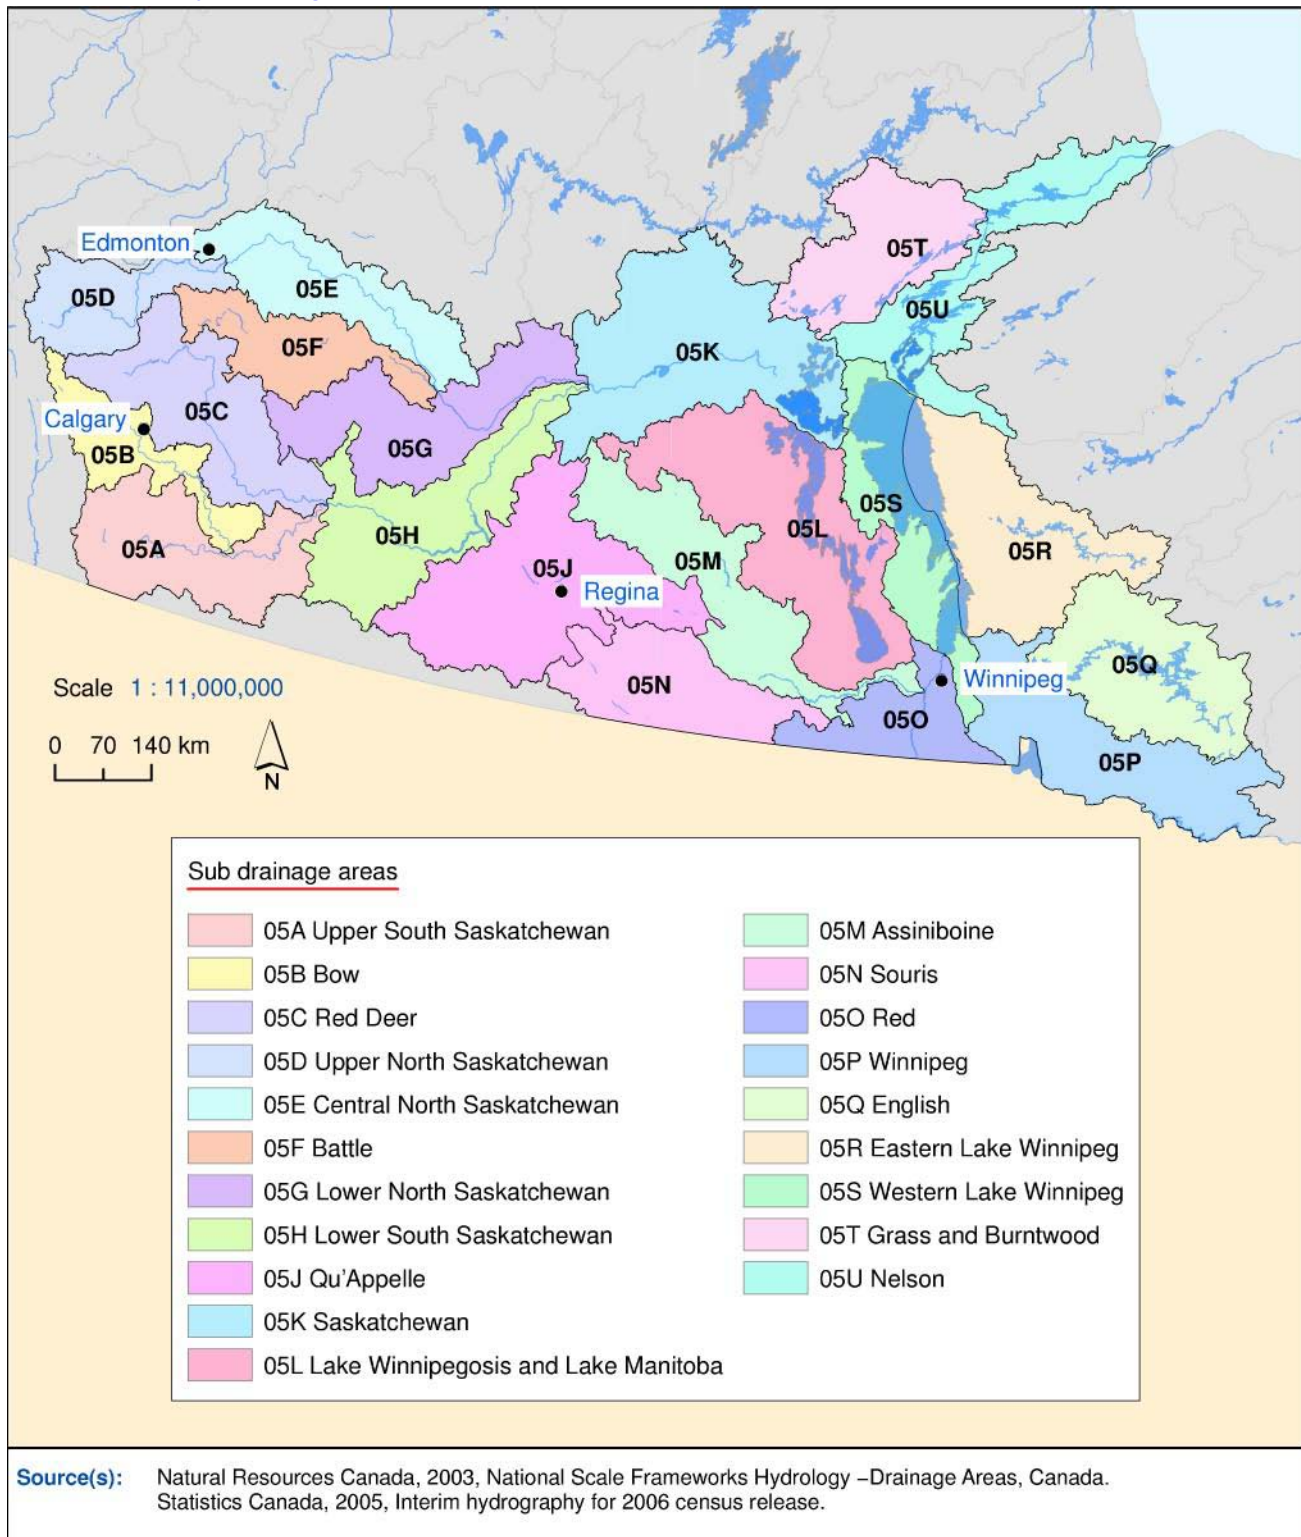 Edmonton
05D
05E
05F
05T
05U
05K
Calgary
05C
05B
05G
05S
05L
05H
05A
05M
05R
05J
Regina
05N
05Q
Winnipeg
05O
05P
Scale 1 : 11,000,000
0 70 140 km
N
Sub drainage areas
05A Upper South Saskatchewan
05B Bow
05C Red Deer
05D Upper North Saskatchewan
05E Central North Saskatchewan
05F Battle
05G Lower North Saskatchewan
05H Lower South Saskatchewan
05J Qu'Appelle
05K Saskatchewan
05L Lake Winnipegosis and Lake Manitoba
05M Assiniboine
05N Souris
05O Red
05P Winnipeg
05Q English
05R Eastern Lake Winnipeg
05S Western Lake Winnipeg
05T Grass and Burntwood
05U Nelson
Source(s): Natural Resources Canada, 2003, National Scale Frameworks Hydrology –Drainage Areas, Canada.
Statistics Canada, 2005, Interim hydrography for 2006 census release.